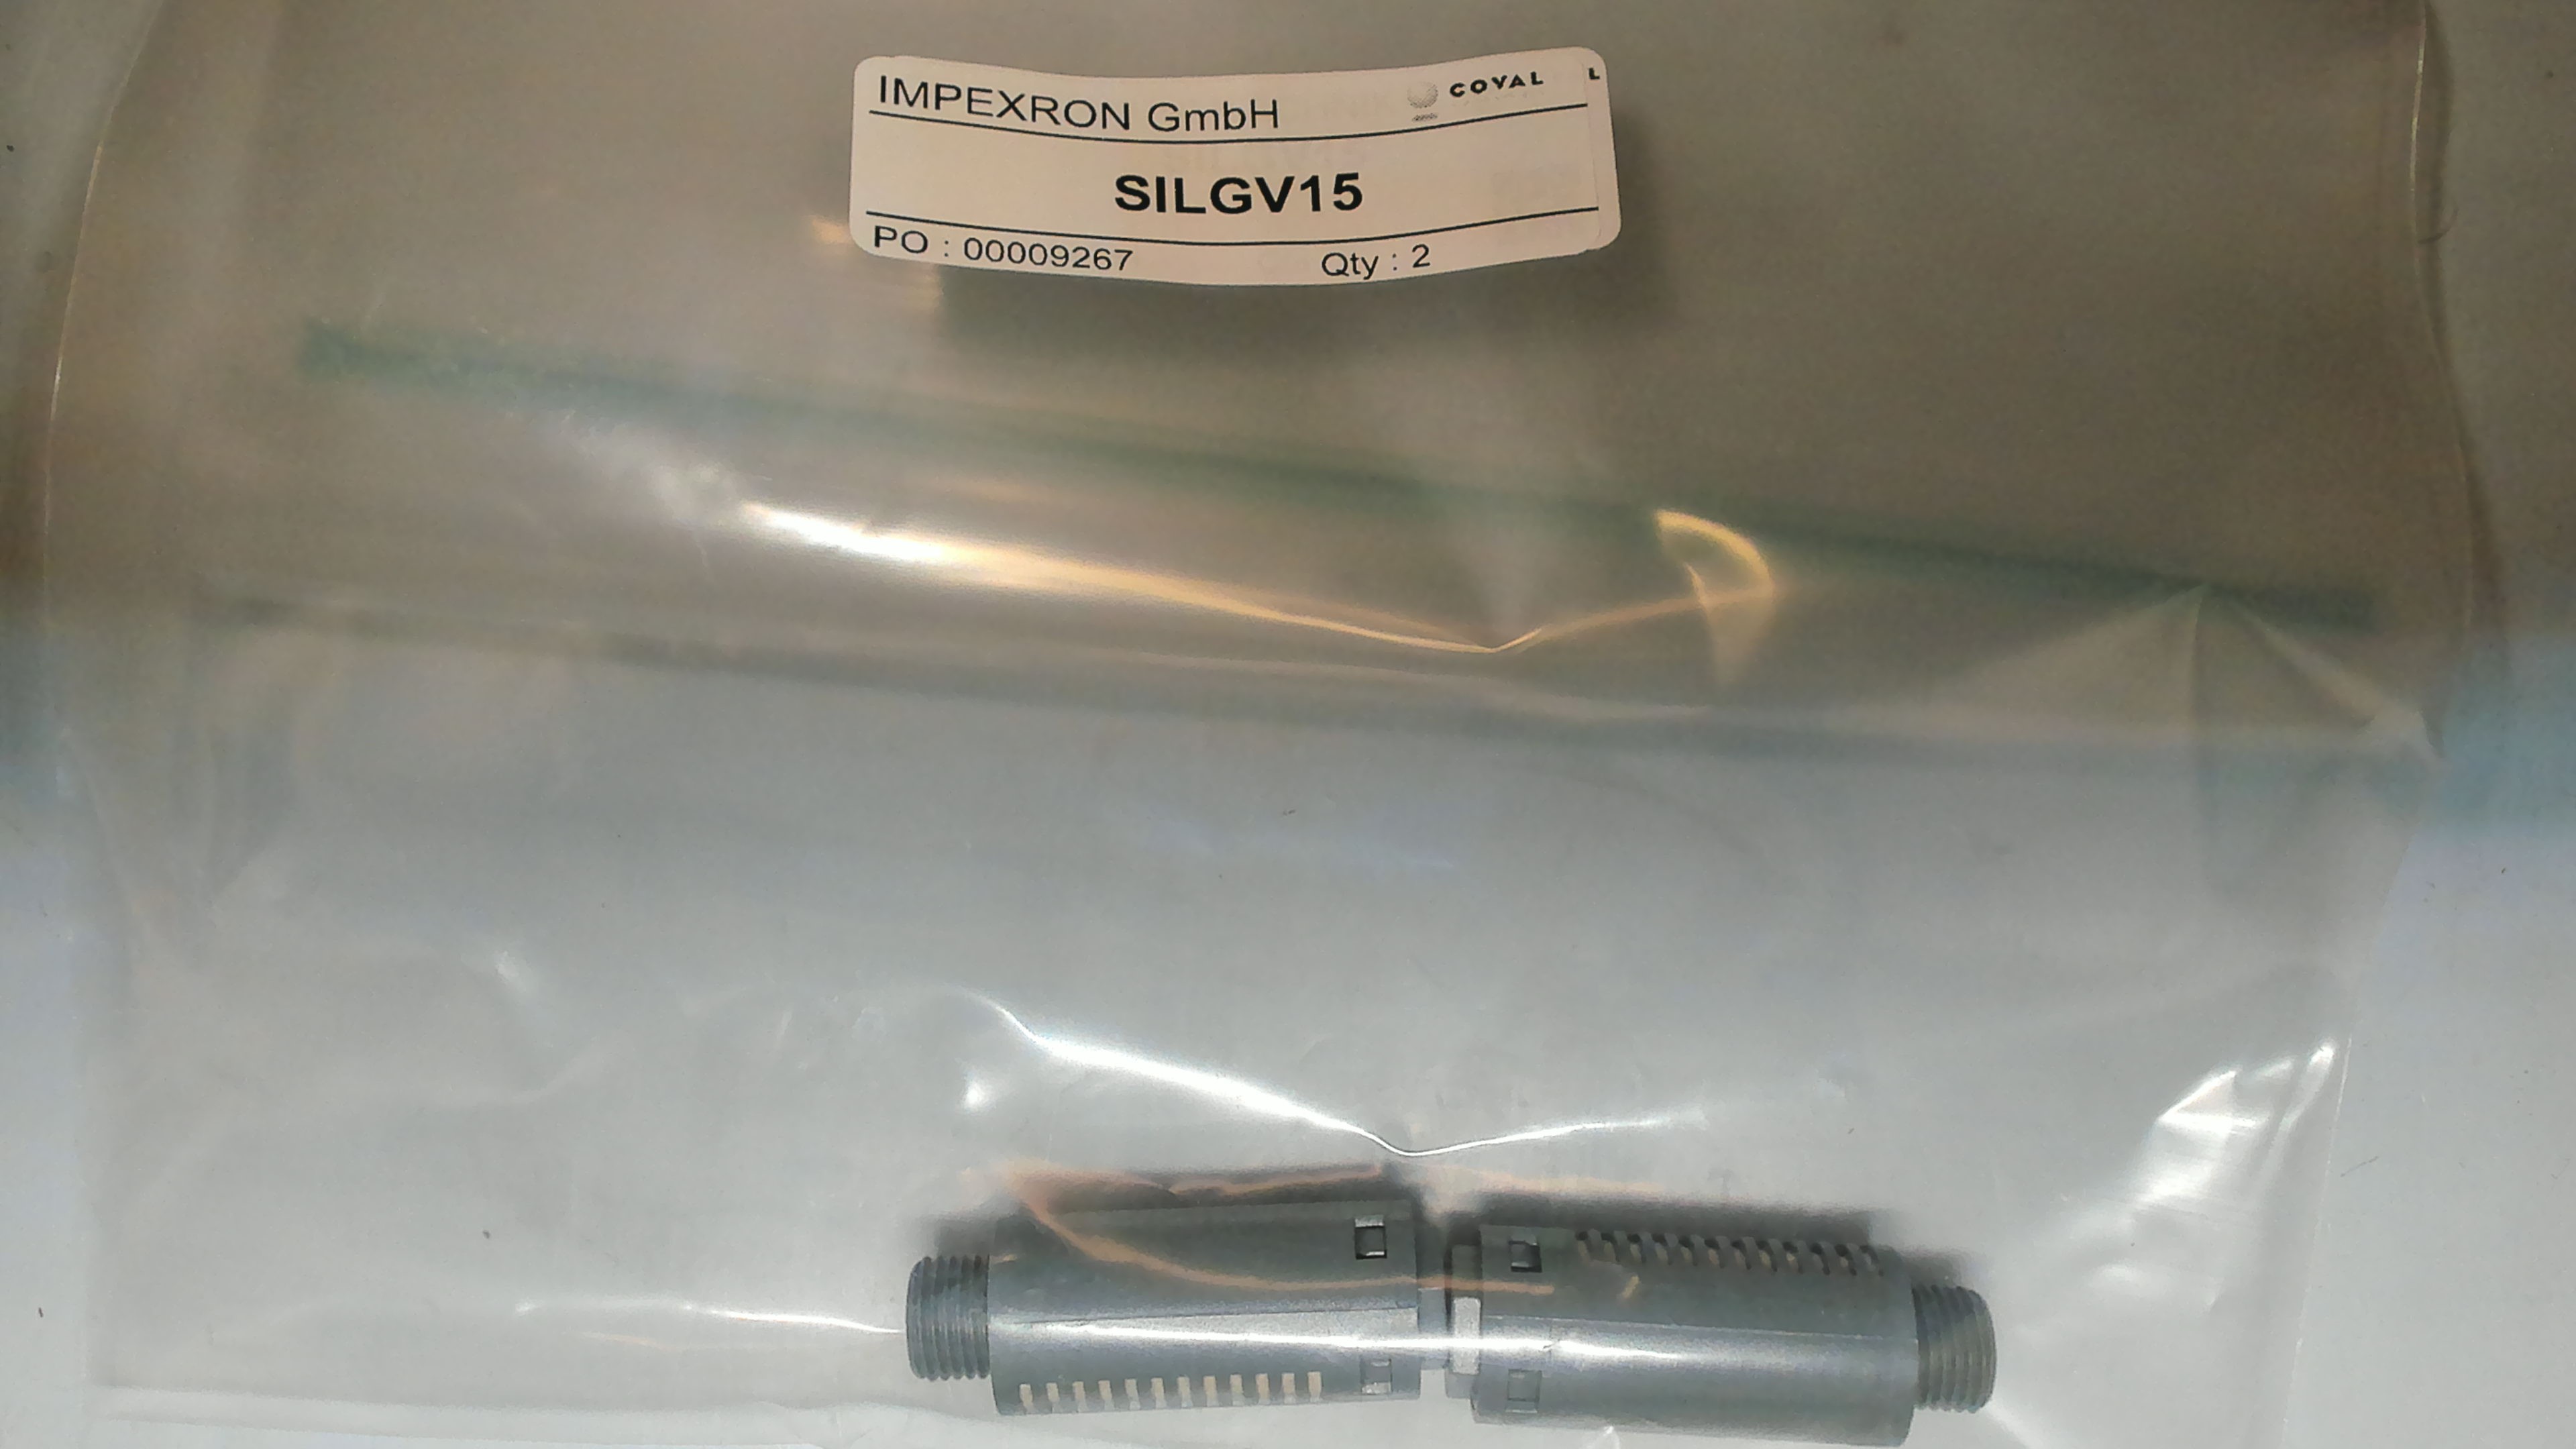 IMPEXRON GmbH
COVAL
L
SILGV15
PO : 00009267
Qty : 2